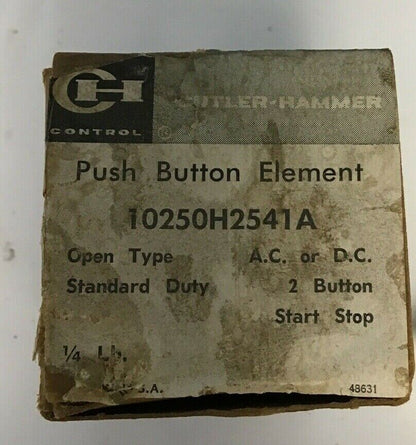 CH
CUTLER-HAMMER
CONTROL ®
Push Button Element
10250H2541A
Open Type A.C. or D.C.
Standard Duty 2 Button
Start Stop
1/4 Lb.
U.S.A. 48631